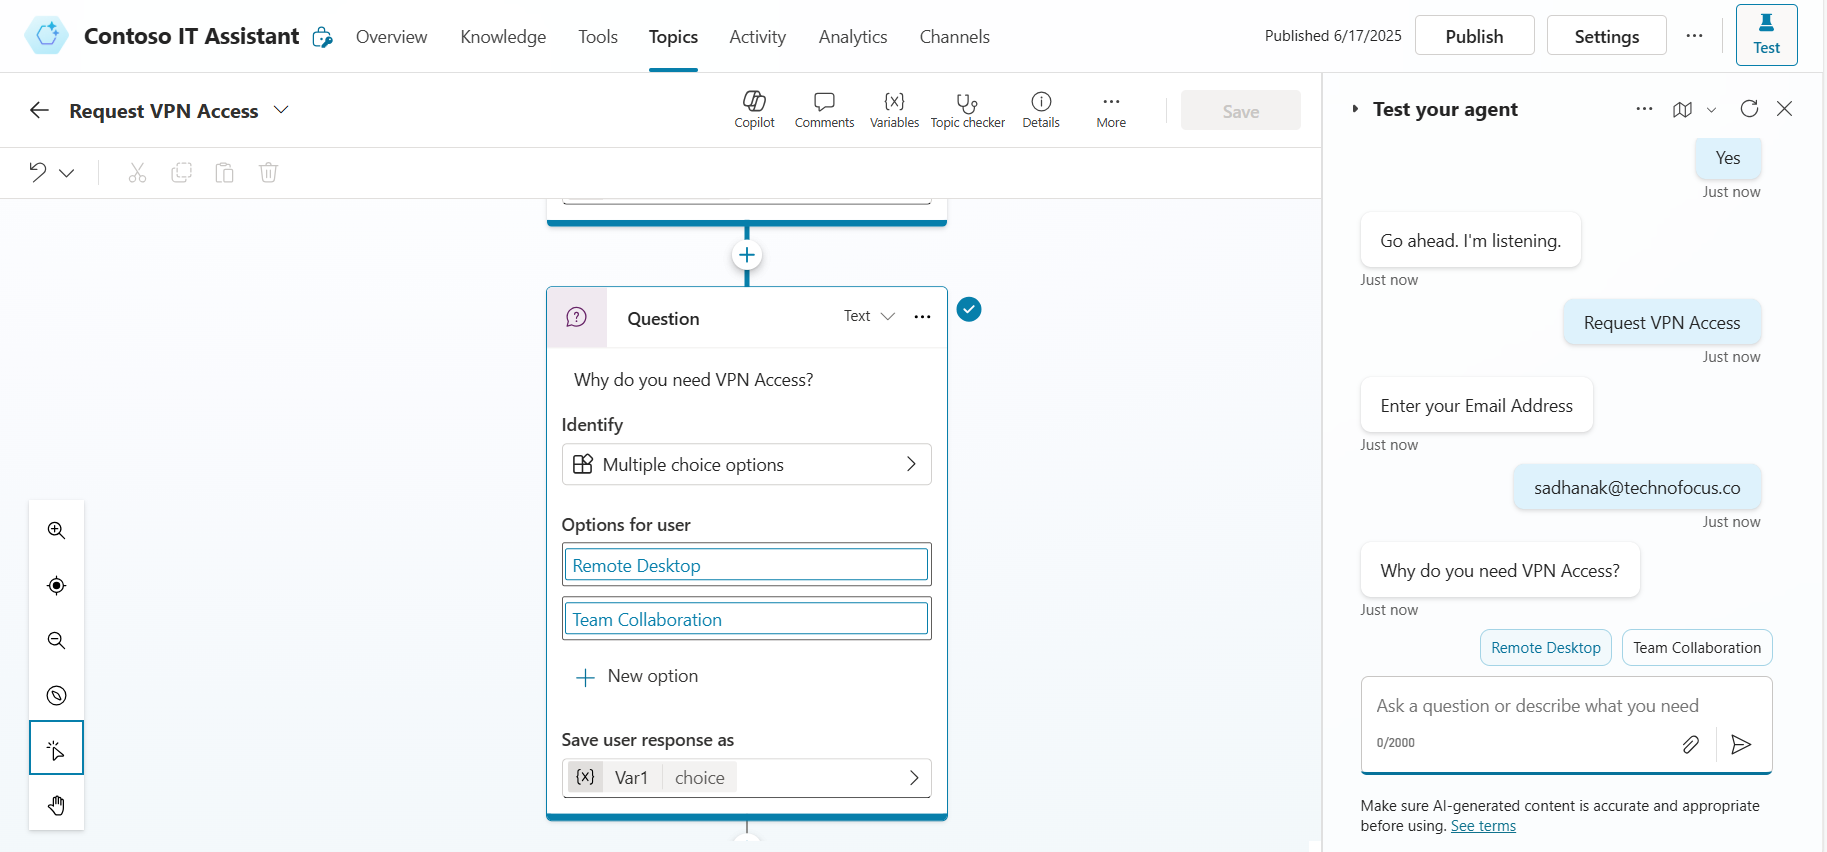 Contoso IT Assistant
Overview
Knowledge
Tools
Topics
Activity
Analytics
Channels
Published 6/17/2025
Publish
Settings
Test
Request VPN Access
Copilot
Comments
Variables
Topic checker
Details
More
Save
Question
Text
Why do you need VPN Access?
Identify
Multiple choice options
Options for user
Remote Desktop
Team Collaboration
New option
Save user response as
{x} Var1 choice
Test your agent
Yes
Just now
Go ahead. I'm listening.
Just now
Request VPN Access
Just now
Enter your Email Address
Just now
sadhanak@technofocus.co
Just now
Why do you need VPN Access?
Just now
Remote Desktop
Team Collaboration
Ask a question or describe what you need
0/2000
Make sure AI-generated content is accurate and appropriate
before using. See terms